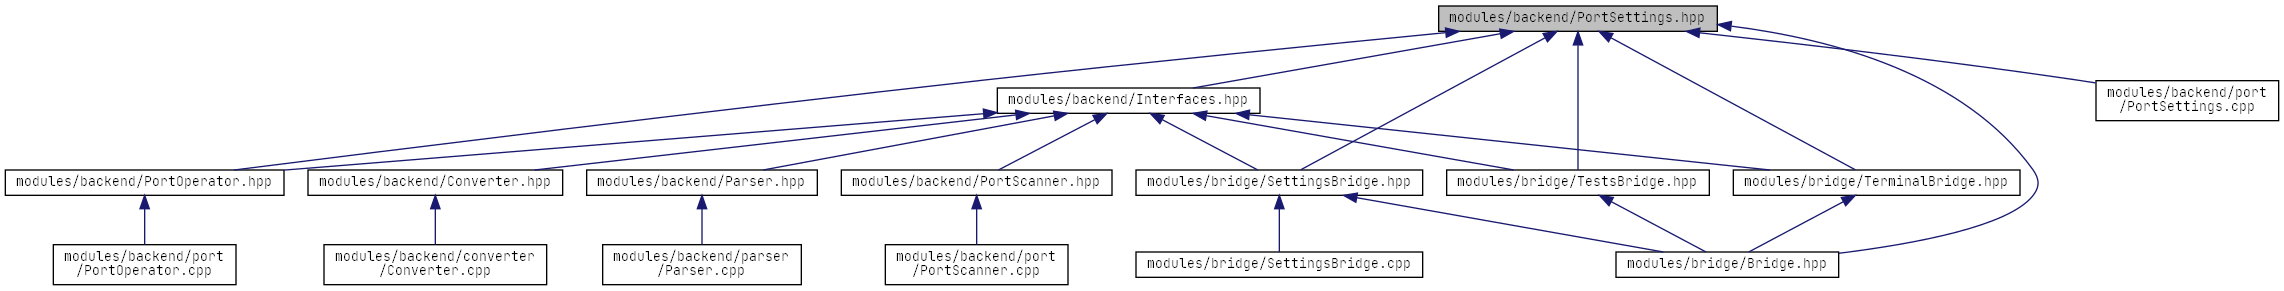 modules/backend/PortSettings.hpp
modules/backend/Interfaces.hpp
modules/backend/port
/PortSettings.cpp
modules/backend/PortOperator.hpp
modules/backend/Converter.hpp
modules/backend/Parser.hpp
modules/backend/PortScanner.hpp
modules/bridge/SettingsBridge.hpp
modules/bridge/TestsBridge.hpp
modules/bridge/TerminalBridge.hpp
modules/backend/port
/PortOperator.cpp
modules/backend/converter
/Converter.cpp
modules/backend/parser
/Parser.cpp
modules/backend/port
/PortScanner.cpp
modules/bridge/SettingsBridge.cpp
modules/bridge/Bridge.hpp